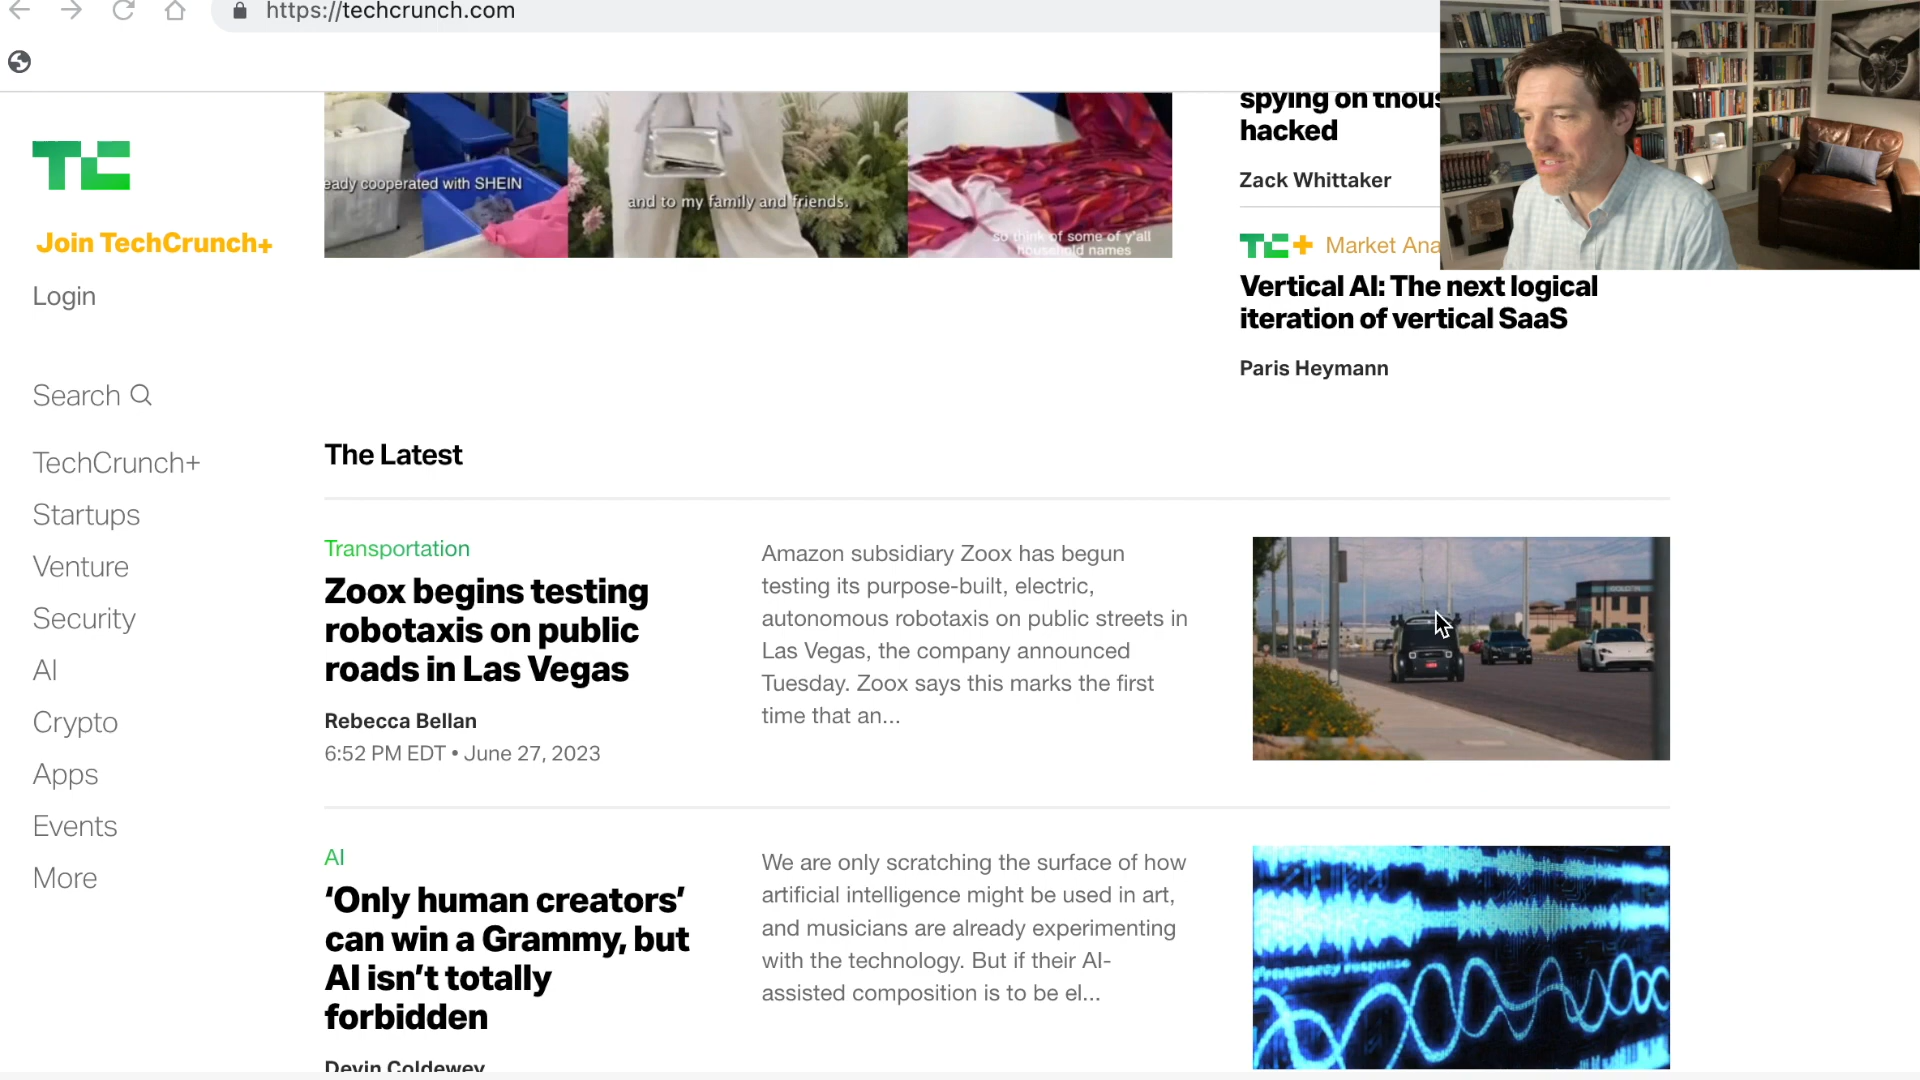 https://techcrunch.com
TC
Join TechCrunch+
Login
Search
TechCrunch+
Startups
Venture
Security
AI
Crypto
Apps
Events
More
eady cooperated with SHEIN
and to my family and friends.
so think of some of y'all
household names
spying on thous
hacked
Zack Whittaker
TC+ Market Ana
Vertical AI: The next logical
iteration of vertical SaaS
Paris Heymann
The Latest
Transportation
Zoox begins testing
robotaxis on public
roads in Las Vegas
Rebecca Bellan
6:52 PM EDT • June 27, 2023
Amazon subsidiary Zoox has begun
testing its purpose-built, electric,
autonomous robotaxis on public streets in
Las Vegas, the company announced
Tuesday. Zoox says this marks the first
time that an...
AI
‘Only human creators’
can win a Grammy, but
AI isn’t totally
forbidden
Devin Coldewey
We are only scratching the surface of how
artificial intelligence might be used in art,
and musicians are already experimenting
with the technology. But if their AI-
assisted composition is to be el...